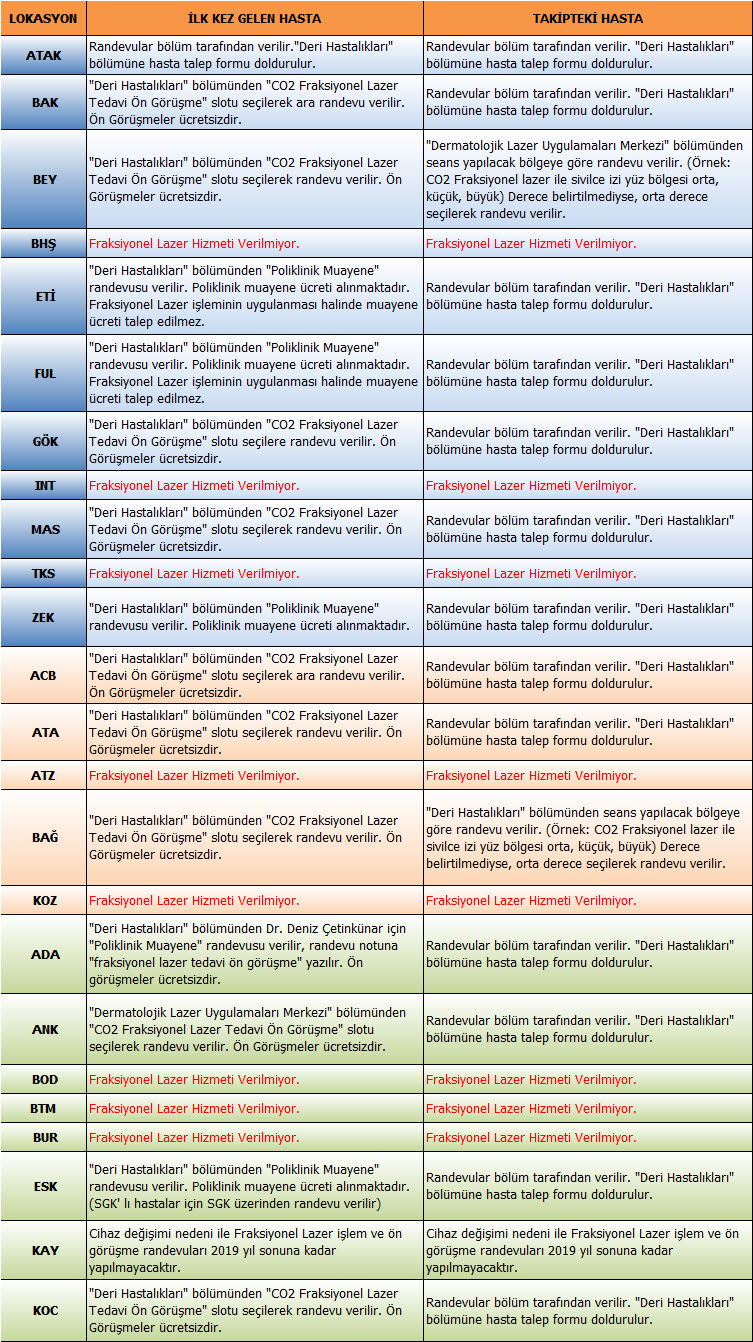 LOKASYON İLK KEZ GELEN HASTA TAKİPTEKİ HASTA
ATAK
Randevular bölüm tarafından verilir."Deri Hastalıkları"
bölümüne hasta talep formu doldurulur.
Randevular bölüm tarafından verilir. "Deri Hastalıkları"
bölümüne hasta talep formu doldurulur.
BAK
"Deri Hastalıkları" bölümünden "CO2 Fraksiyonel Lazer
Tedavi Ön Görüşme" slotu seçilerek ara randevu verilir.
Ön Görüşmeler ücretsizdir.
Randevular bölüm tarafından verilir. "Deri Hastalıkları"
bölümüne hasta talep formu doldurulur.
BEY
"Deri Hastalıkları" bölümünden "CO2 Fraksiyonel Lazer
Tedavi Ön Görüşme" slotu seçilerek randevu verilir. Ön
Görüşmeler ücretsizdir.
"Dermatolojik Lazer Uygulamaları Merkezi" bölümünden
seans yapılacak bölgeye göre randevu verilir. (Örnek:
CO2 Fraksiyonel lazer ile sivilce izi yüz bölgesi orta,
küçük, büyük) Derece belirtilmediyse, orta derece
seçilerek randevu verilir.
BHŞ
Fraksiyonel Lazer Hizmeti Verilmiyor.
Fraksiyonel Lazer Hizmeti Verilmiyor.
ETİ
"Deri Hastalıkları" bölümünden "Poliklinik Muayene"
randevusu verilir. Poliklinik muayene ücreti alınmaktadır.
Fraksiyonel Lazer işleminin uygulanması halinde muayene
ücreti talep edilmez.
Randevular bölüm tarafından verilir. "Deri Hastalıkları"
bölümüne hasta talep formu doldurulur.
FUL
"Deri Hastalıkları" bölümünden "Poliklinik Muayene"
randevusu verilir. Poliklinik muayene ücreti alınmaktadır.
Fraksiyonel Lazer işleminin uygulanması halinde muayene
ücreti talep edilmez.
Randevular bölüm tarafından verilir. "Deri Hastalıkları"
bölümüne hasta talep formu doldurulur.
GÖK
"Deri Hastalıkları" bölümünden "CO2 Fraksiyonel Lazer
Tedavi Ön Görüşme" slotu seçilere randevu verilir. Ön
Görüşmeler ücretsizdir.
Randevular bölüm tarafından verilir. "Deri Hastalıkları"
bölümüne hasta talep formu doldurulur.
INT
Fraksiyonel Lazer Hizmeti Verilmiyor.
Fraksiyonel Lazer Hizmeti Verilmiyor.
MAS
"Deri Hastalıkları" bölümünden "CO2 Fraksiyonel Lazer
Tedavi Ön Görüşme" slotu seçilerek randevu verilir. Ön
Görüşmeler ücretsizdir.
Randevular bölüm tarafından verilir. "Deri Hastalıkları"
bölümüne hasta talep formu doldurulur.
TKS
Fraksiyonel Lazer Hizmeti Verilmiyor.
Fraksiyonel Lazer Hizmeti Verilmiyor.
ZEK
"Deri Hastalıkları" bölümünden "Poliklinik Muayene"
randevusu verilir. Poliklinik muayene ücreti alınmaktadır.
Randevular bölüm tarafından verilir. "Deri Hastalıkları"
bölümüne hasta talep formu doldurulur.
ACB
"Deri Hastalıkları" bölümünden "CO2 Fraksiyonel Lazer
Tedavi Ön Görüşme" slotu seçilerek ara randevu verilir.
Ön Görüşmeler ücretsizdir.
Randevular bölüm tarafından verilir. "Deri Hastalıkları"
bölümüne hasta talep formu doldurulur.
ATA
"Deri Hastalıkları" bölümünden "CO2 Fraksiyonel Lazer
Tedavi Ön Görüşme" slotu seçilerek randevu verilir. Ön
Görüşmeler ücretsizdir.
Randevular bölüm tarafından verilir. "Deri Hastalıkları"
bölümüne hasta talep formu doldurulur.
ATZ
Fraksiyonel Lazer Hizmeti Verilmiyor.
Fraksiyonel Lazer Hizmeti Verilmiyor.
BAĞ
"Deri Hastalıkları" bölümünden "CO2 Fraksiyonel Lazer
Tedavi Ön Görüşme" slotu seçilerek randevu verilir. Ön
Görüşmeler ücretsizdir.
"Deri Hastalıkları" bölümünden seans yapılacak bölgeye
göre randevu verilir. (Örnek: CO2 Fraksiyonel lazer ile
sivilce izi yüz bölgesi orta, küçük, büyük) Derece
belirtilmediyse, orta derece seçilerek randevu verilir.
KOZ
Fraksiyonel Lazer Hizmeti Verilmiyor.
Fraksiyonel Lazer Hizmeti Verilmiyor.
ADA
"Deri Hastalıkları" bölümünden Dr. Deniz Çetinkünar için
"Poliklinik Muayene" randevusu verilir, randevu notuna
"fraksiyonel lazer tedavi ön görüşme" yazılır. Ön
görüşmeler ücretsizdir.
Randevular bölüm tarafından verilir. "Deri Hastalıkları"
bölümüne hasta talep formu doldurulur.
ANK
"Dermatolojik Lazer Uygulamaları Merkezi" bölümünden
"CO2 Fraksiyonel Lazer Tedavi Ön Görüşme" slotu
seçilerek randevu verilir. Ön Görüşmeler ücretsizdir.
Randevular bölüm tarafından verilir. "Deri Hastalıkları"
bölümüne hasta talep formu doldurulur.
BOD
Fraksiyonel Lazer Hizmeti Verilmiyor.
Fraksiyonel Lazer Hizmeti Verilmiyor.
BTM
Fraksiyonel Lazer Hizmeti Verilmiyor.
Fraksiyonel Lazer Hizmeti Verilmiyor.
BUR
Fraksiyonel Lazer Hizmeti Verilmiyor.
Fraksiyonel Lazer Hizmeti Verilmiyor.
ESK
"Deri Hastalıkları" bölümünden "Poliklinik Muayene"
randevusu verilir. Poliklinik muayene ücreti alınmaktadır.
(SGK' lı hastalar için SGK üzerinden randevu verilir)
Randevular bölüm tarafından verilir. "Deri Hastalıkları"
bölümüne hasta talep formu doldurulur.
KAY
Cihaz değişimi nedeni ile Fraksiyonel Lazer işlem ve ön
görüşme randevuları 2019 yıl sonuna kadar
yapılmayacaktır.
Cihaz değişimi nedeni ile Fraksiyonel Lazer işlem ve ön
görüşme randevuları 2019 yıl sonuna kadar
yapılmayacaktır.
KOC
"Deri Hastalıkları" bölümünden "CO2 Fraksiyonel Lazer
Tedavi Ön Görüşme" slotu seçilerek randevu verilir. Ön
Görüşmeler ücretsizdir.
Randevular bölüm tarafından verilir. "Deri Hastalıkları"
bölümüne hasta talep formu doldurulur.